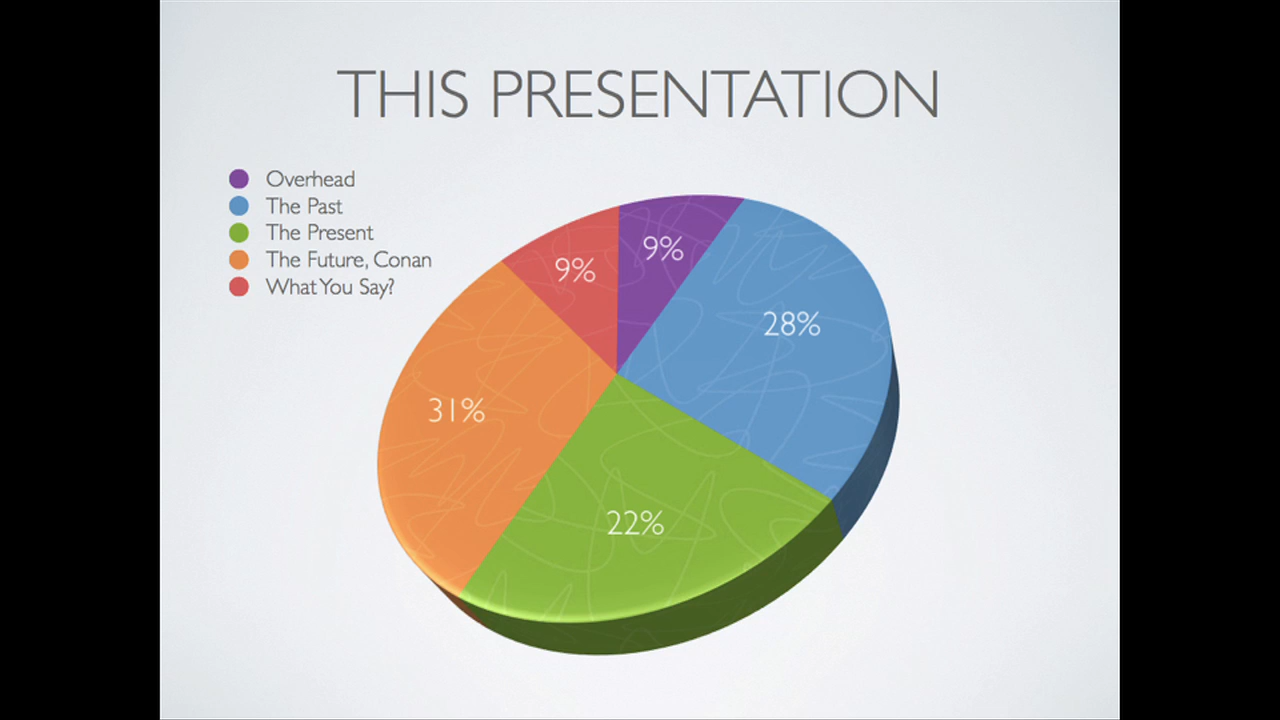 THIS PRESENTATION
Overhead
The Past
The Present
The Future, Conan
What You Say?
9%
9%
28%
31%
22%